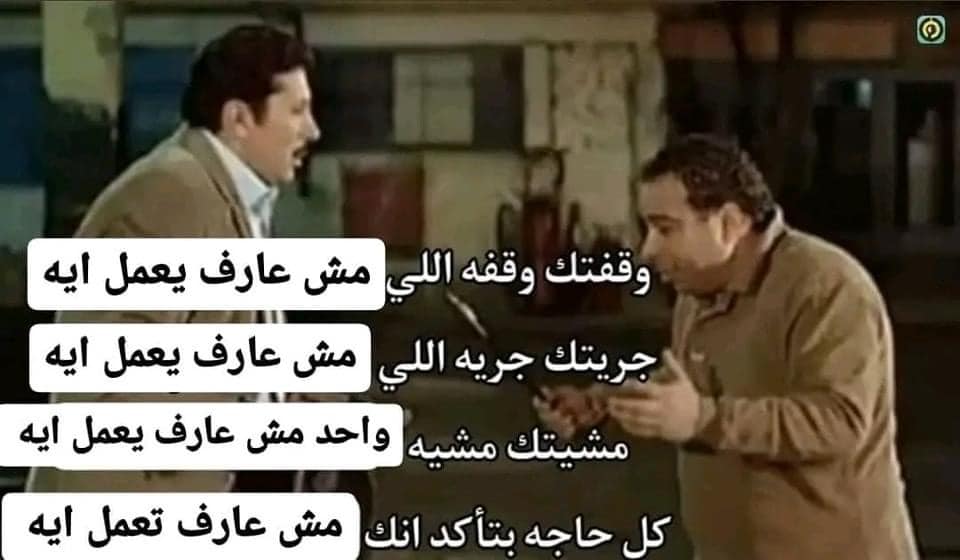 وقفتك وقفه اللي مش عارف يعمل ايه
جريتك جريه اللي مش عارف يعمل ايه
مشيتك مشيه واحد مش عارف يعمل ايه
كل حاجه بتأكد انك مش عارف تعمل ايه